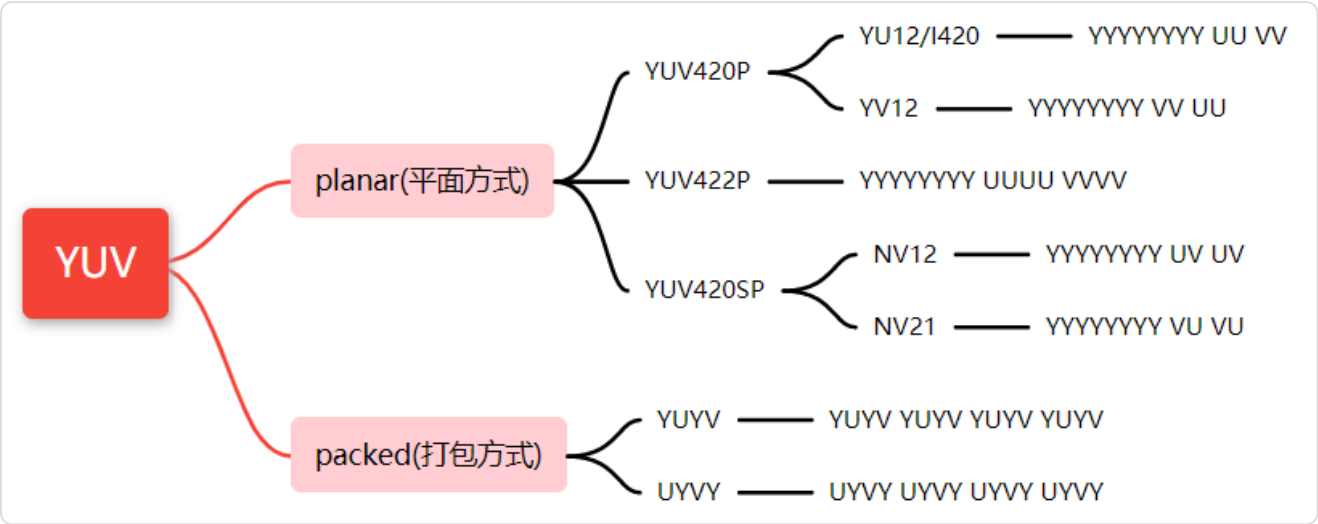 YUV
planar(平面方式)
YUV420P
YU12/I420
YYYYYYYY UU VV
YV12
YYYYYYYY VV UU
YUV422P
YYYYYYYY UUUU VVVV
YUV420SP
NV12
YYYYYYYY UV UV
NV21
YYYYYYYY VU VU
packed(打包方式)
YUYV
YUYV YUYV YUYV YUYV
UYVY
UYVY UYVY UYVY UYVY